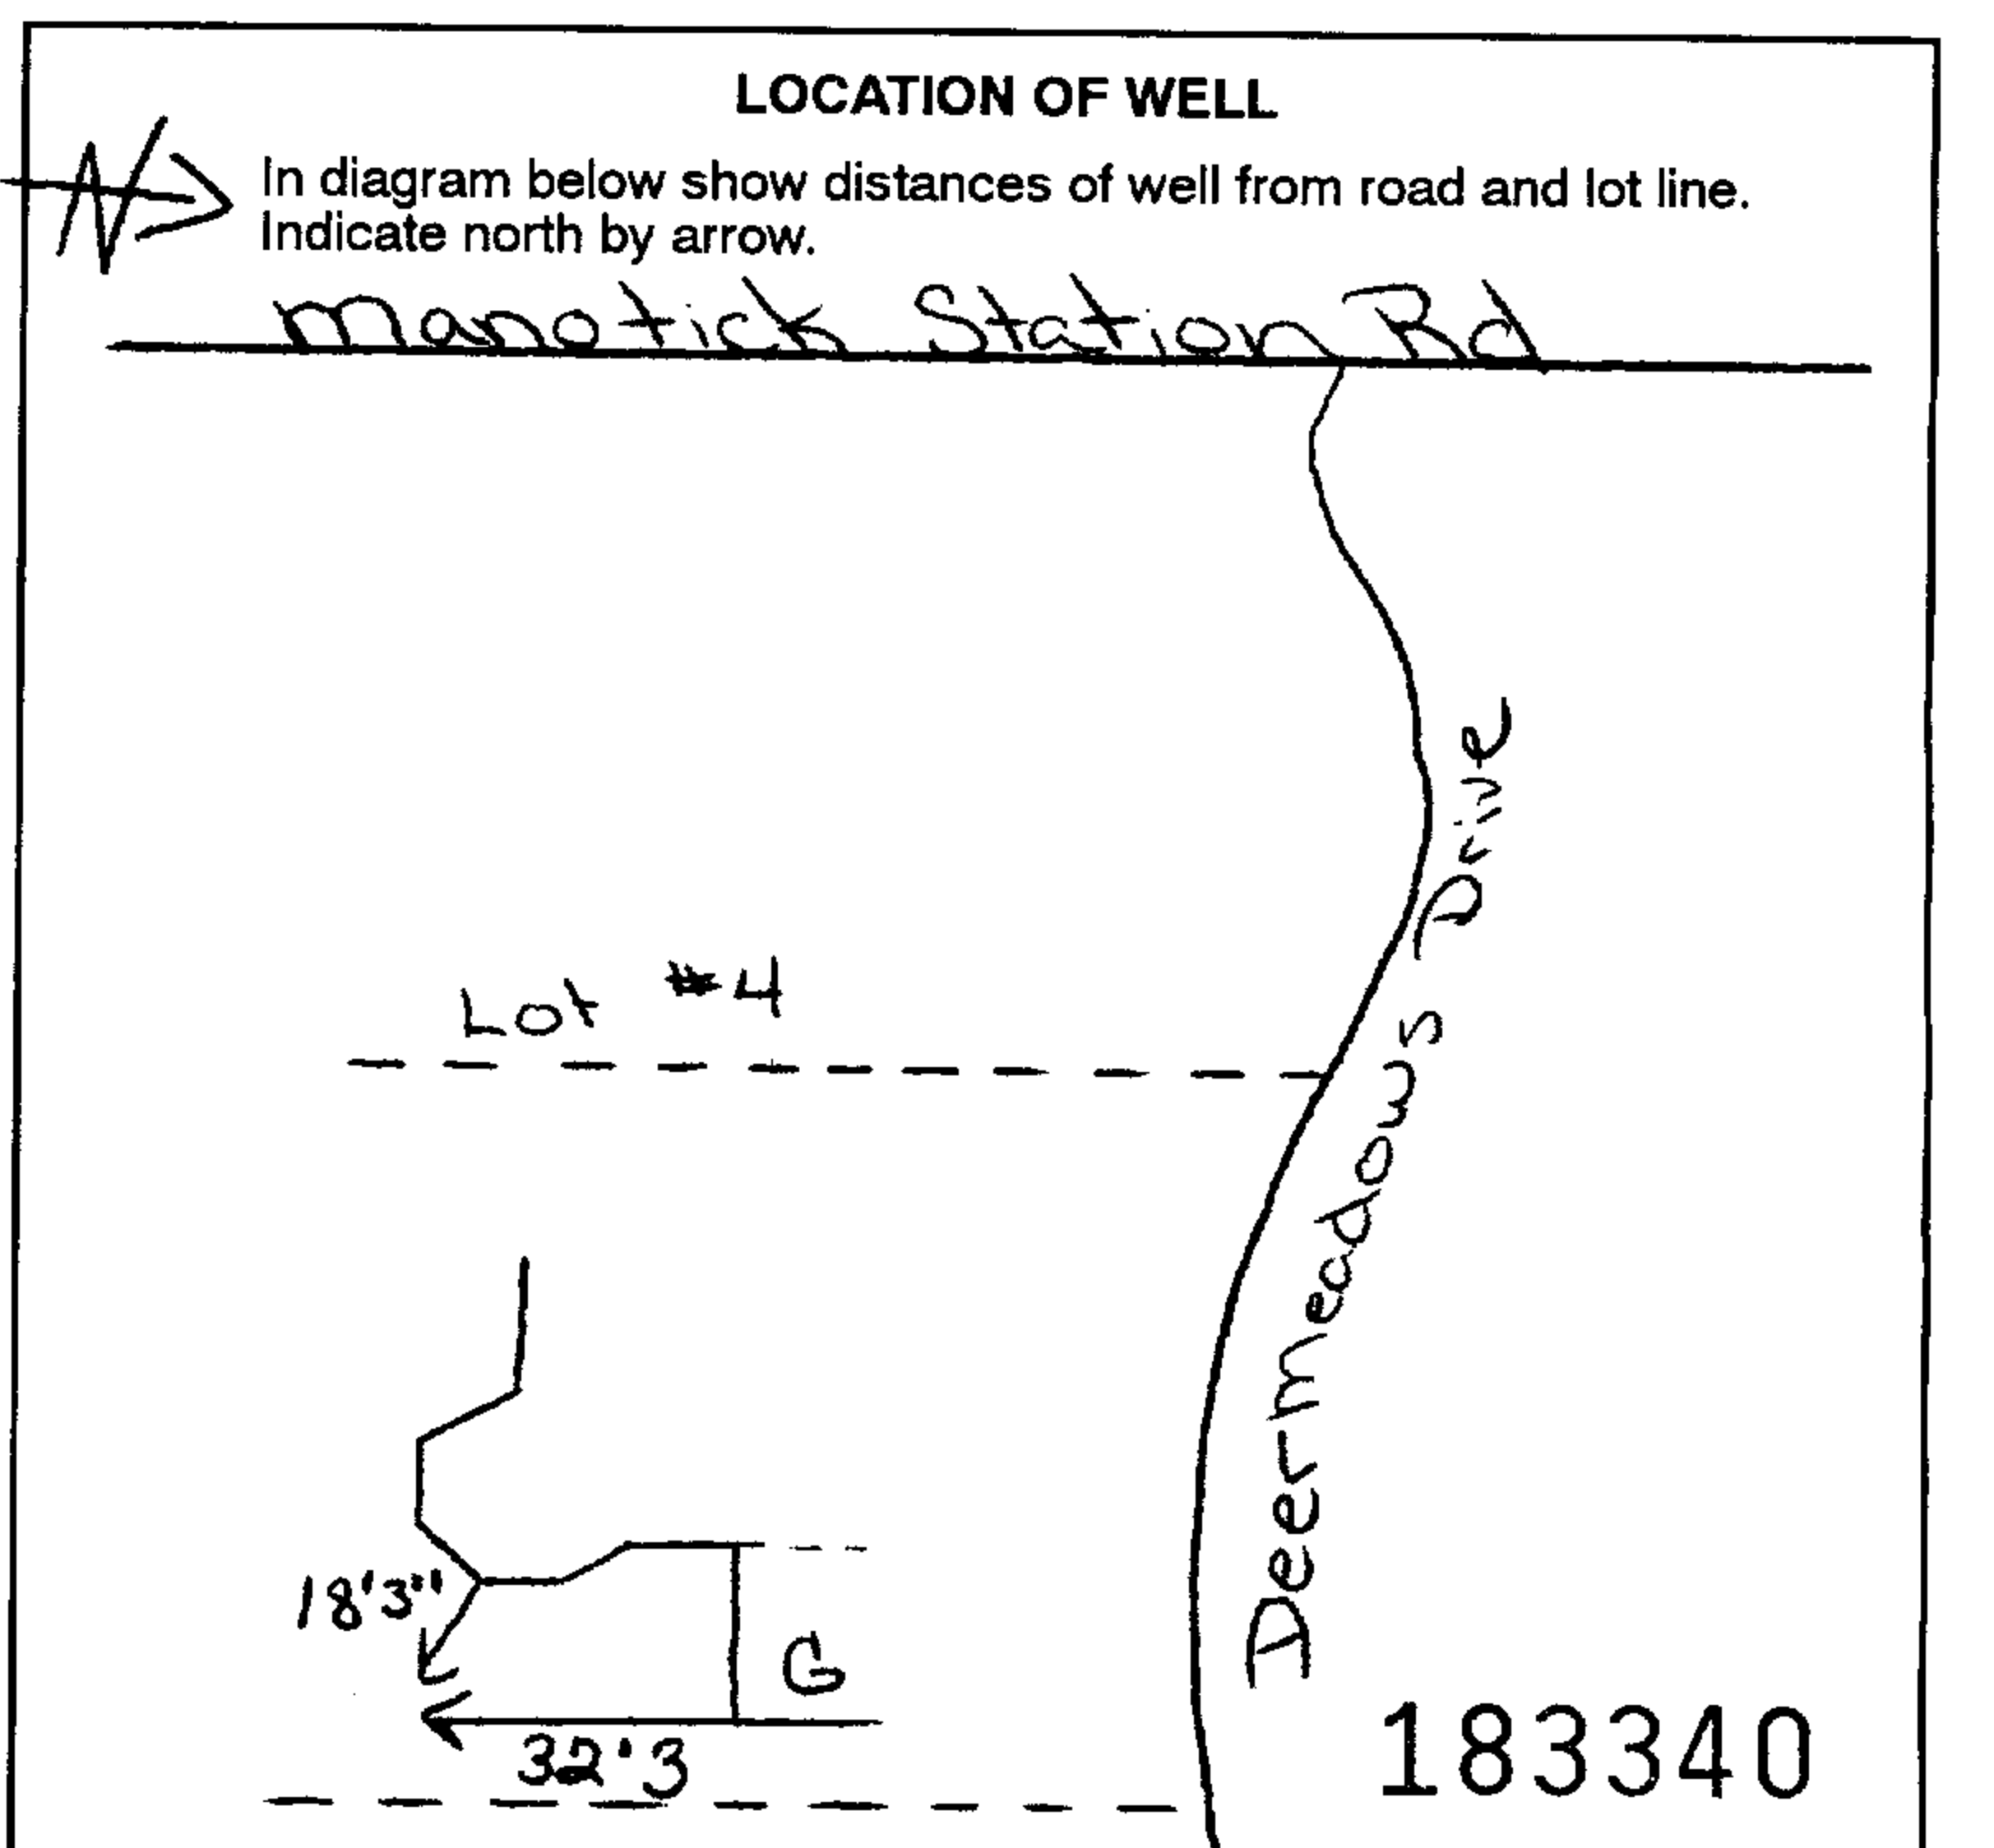 LOCATION OF WELL
N
In diagram below show distances of well from road and lot line.
Indicate north by arrow.
Manotick Station Rd
Deermeadows Drive
Lot #4
18'3"
G
32'3
183340